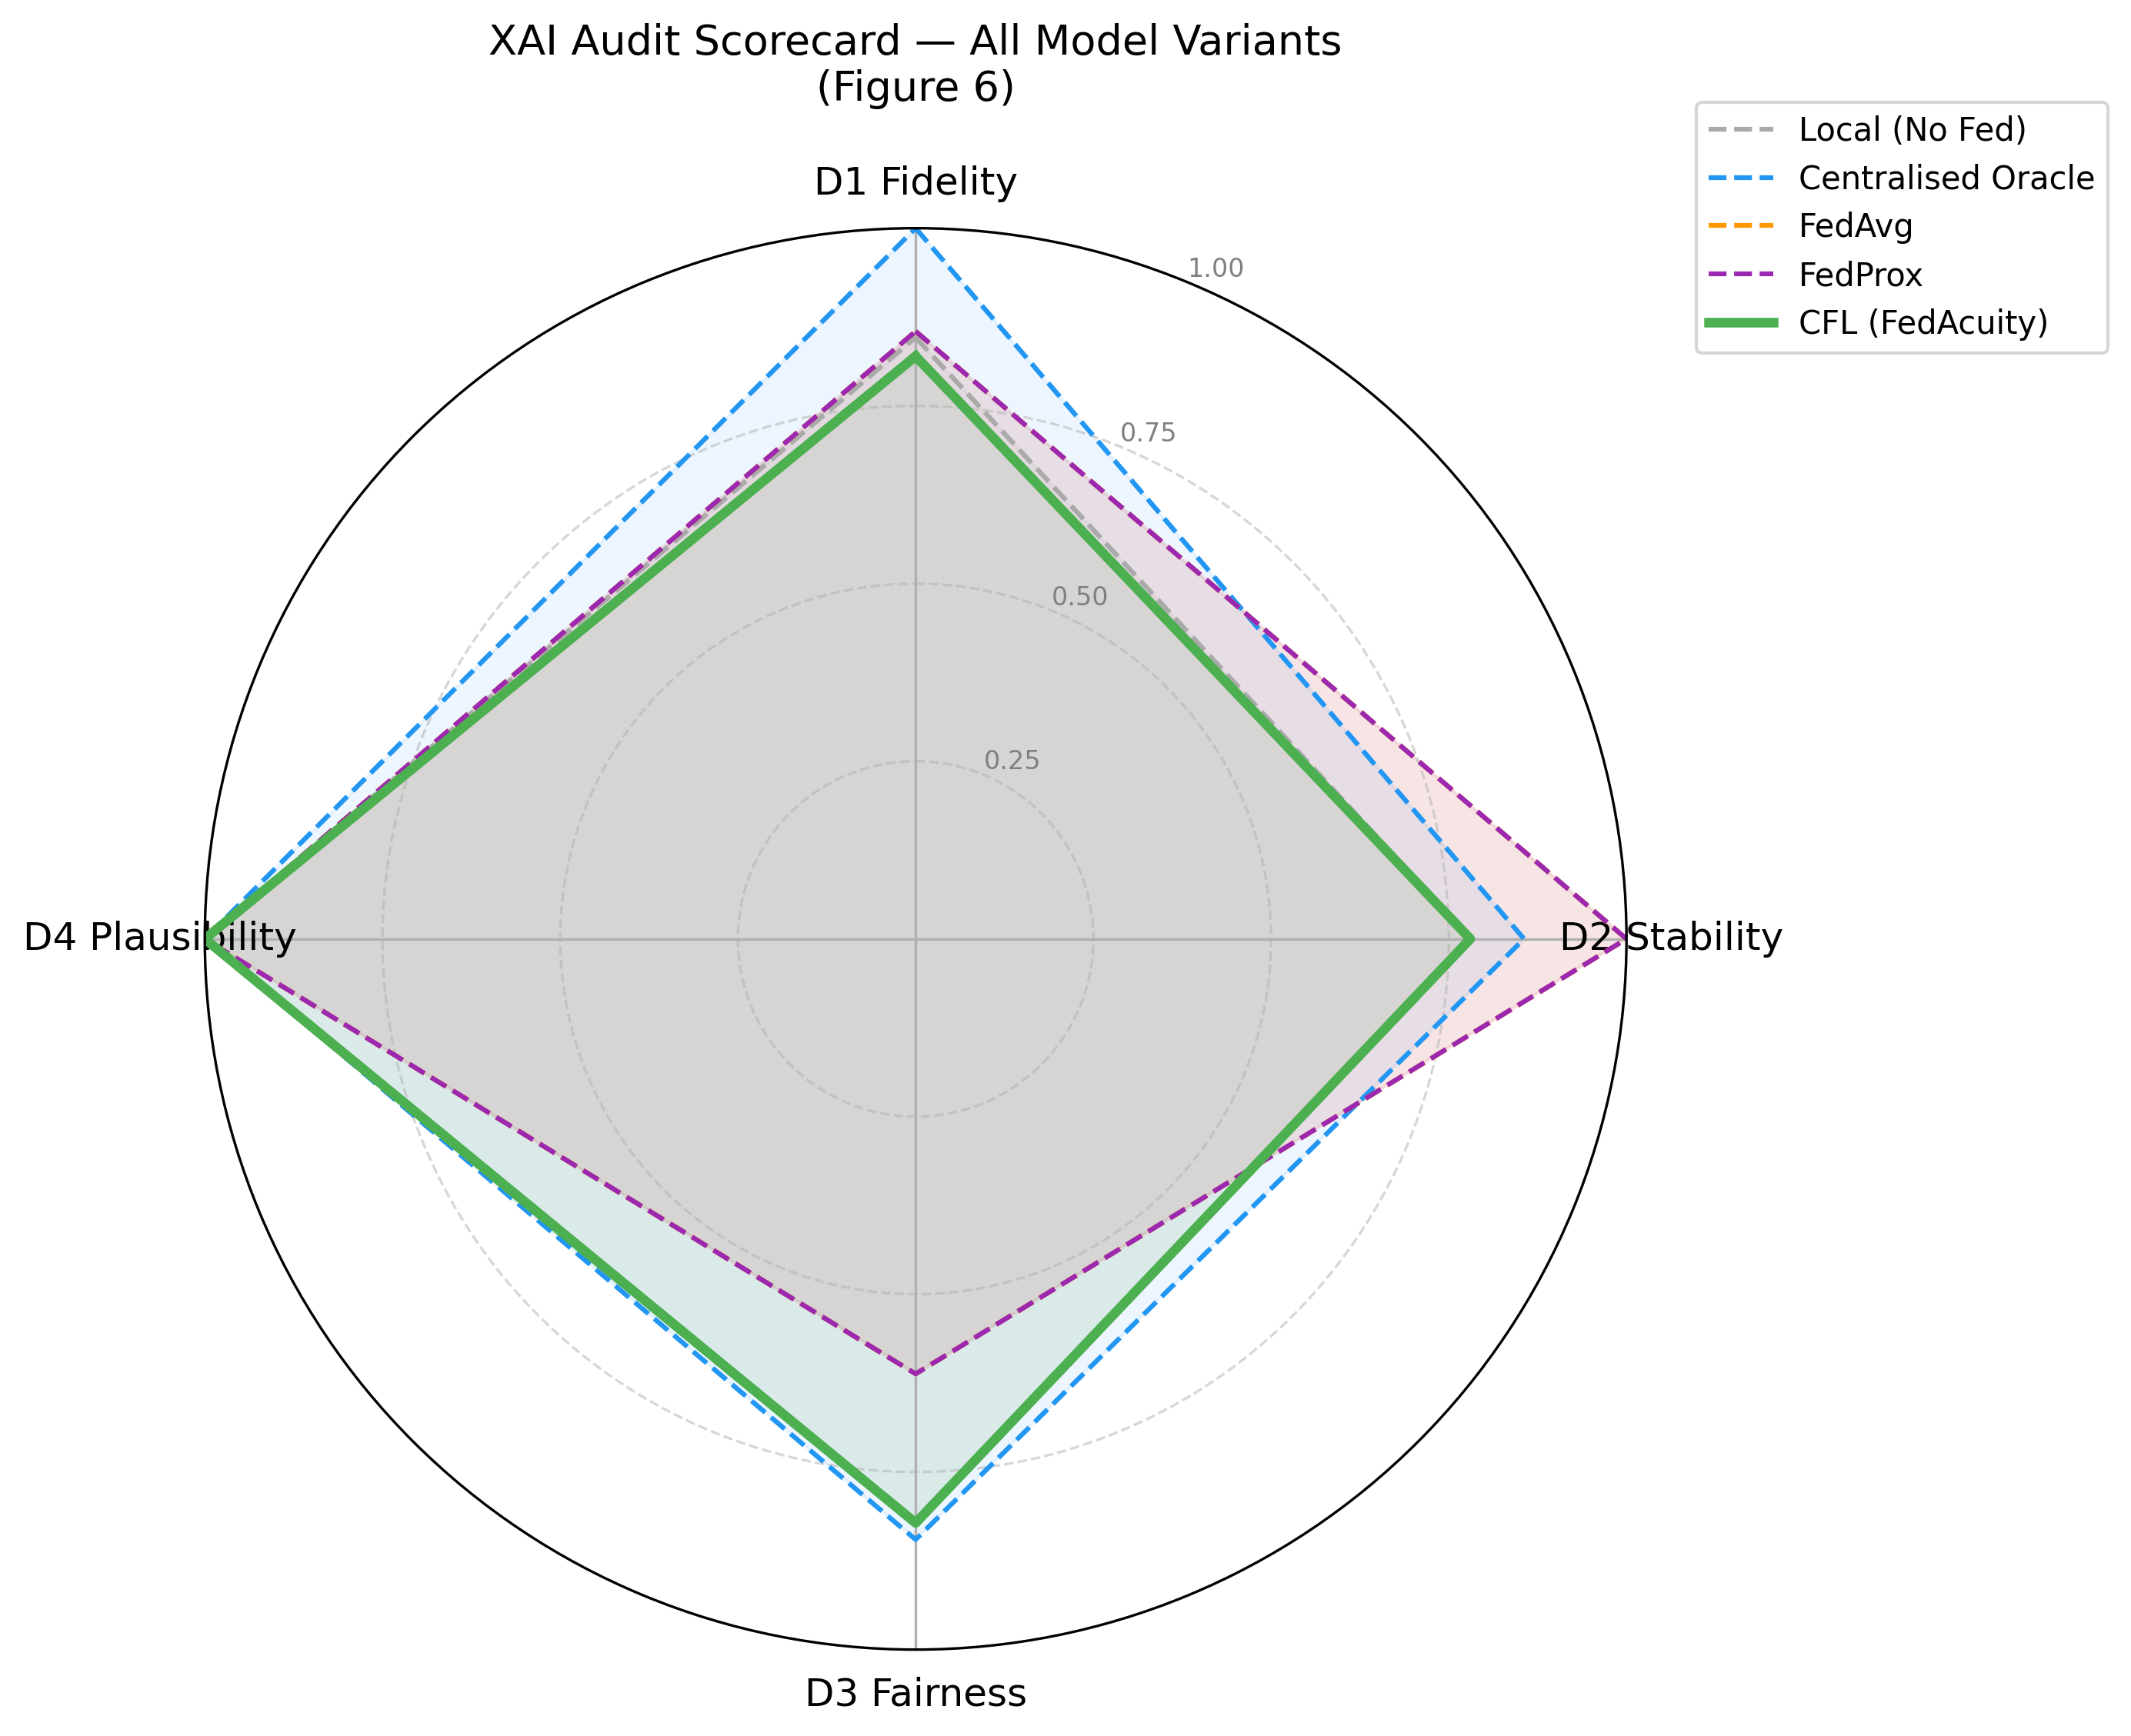 XAI Audit Scorecard — All Model Variants
(Figure 6)
Local (No Fed)
Centralised Oracle
FedAvg
FedProx
CFL (FedAcuity)
D1 Fidelity
1.00
0.75
0.50
0.25
D4 Plausibility
D2 Stability
D3 Fairness